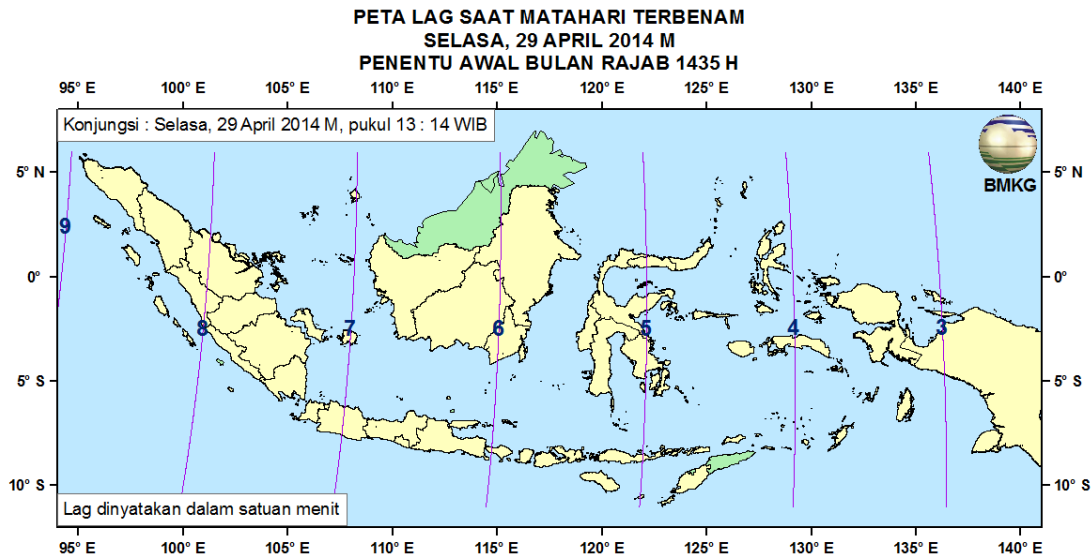 PETA LAG SAAT MATAHARI TERBENAM
SELASA, 29 APRIL 2014 M
PENENTU AWAL BULAN RAJAB 1435 H
95° E 100° E 105° E 110° E 115° E 120° E 125° E 130° E 135° E 140° E
Konjungsi : Selasa, 29 April 2014 M, pukul 13 : 14 WIB
5° N 5° N
BMKG
9
0° 0°
8 7 6 5 4 3
5° S 5° S
10° S 10° S
Lag dinyatakan dalam satuan menit
95° E 100° E 105° E 110° E 115° E 120° E 125° E 130° E 135° E 140° E